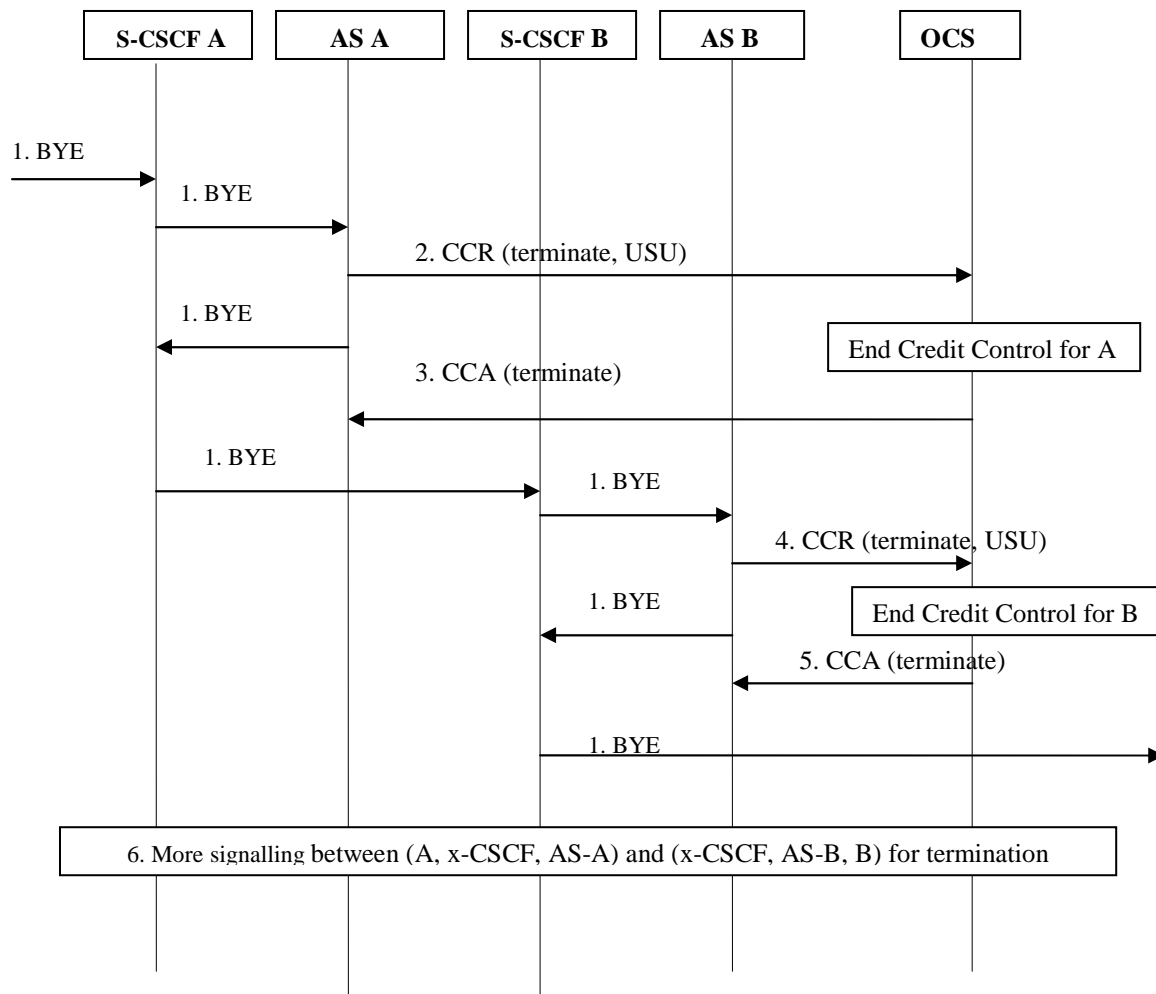 S-CSCF A
AS A
S-CSCF B
AS B
OCS
1. BYE
1. BYE
2. CCR (terminate, USU)
1. BYE
End Credit Control for A
3. CCA (terminate)
1. BYE
1. BYE
4. CCR (terminate, USU)
1. BYE
End Credit Control for B
5. CCA (terminate)
1. BYE
6. More signalling between (A, x-CSCF, AS-A) and (x-CSCF, AS-B, B) for termination